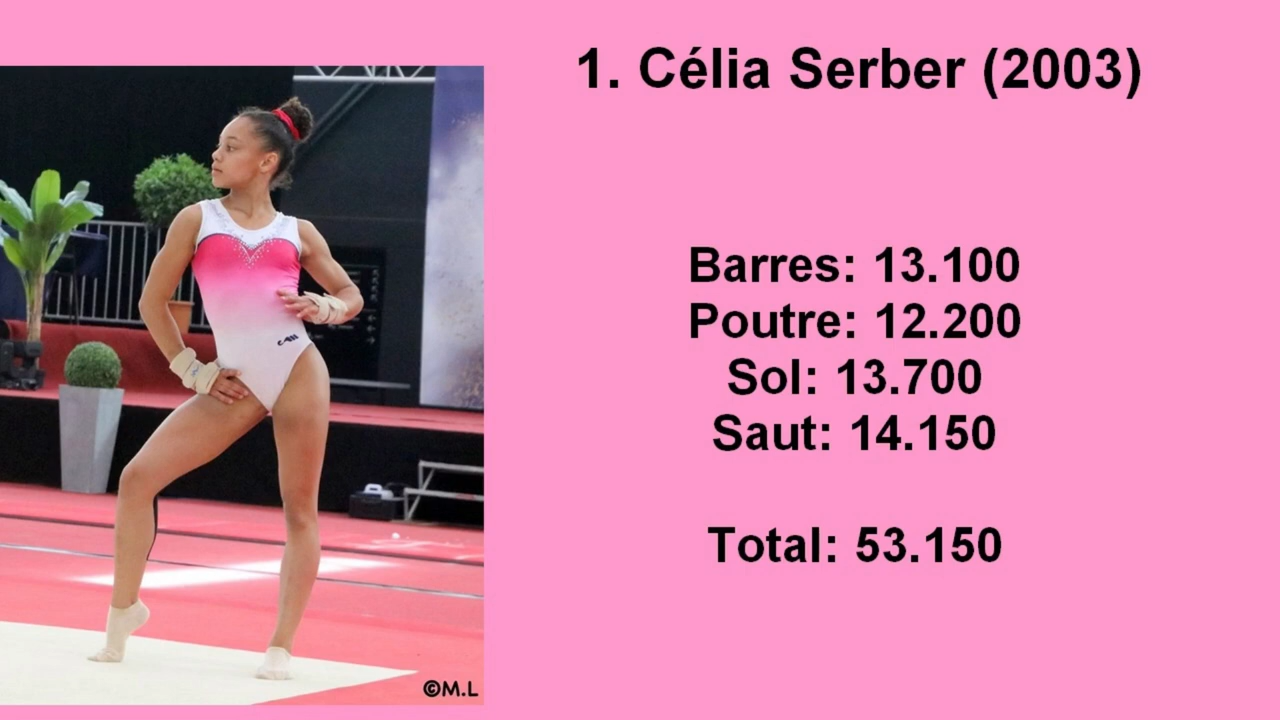 1. Célia Serber (2003)
Barres: 13.100
Poutre: 12.200
Sol: 13.700
Saut: 14.150
Total: 53.150
©M.L